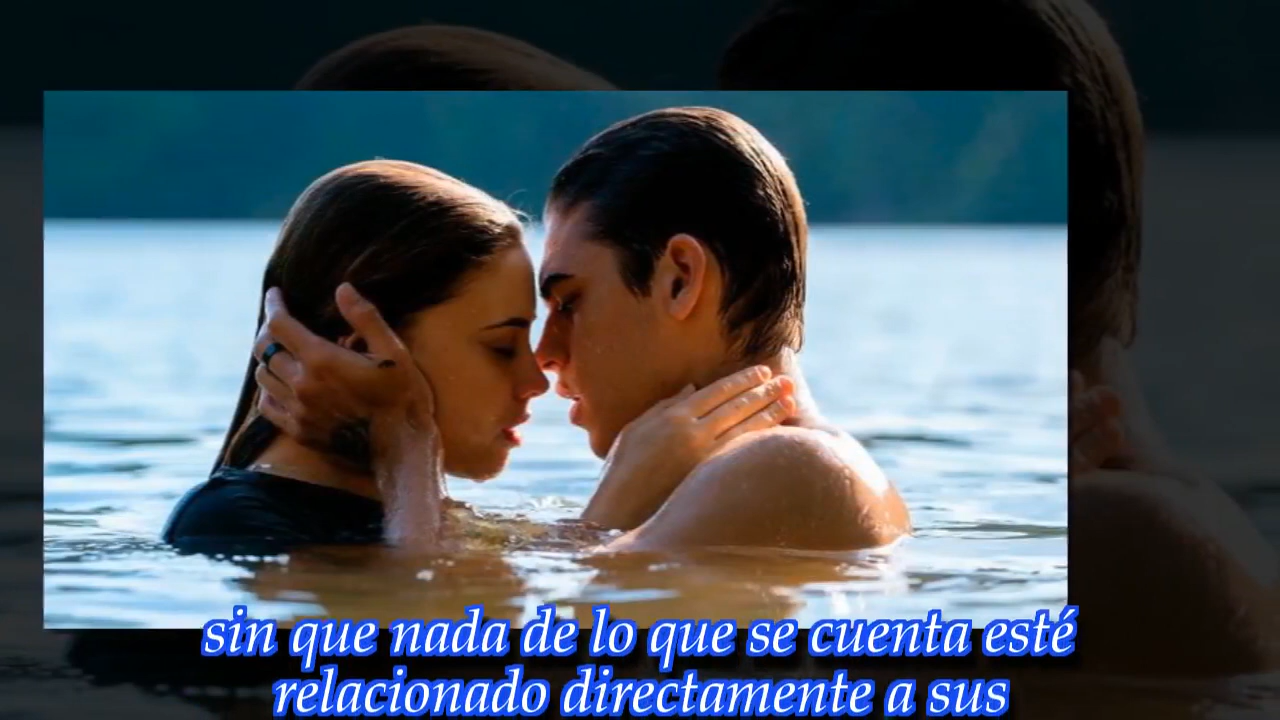 sin que nada de lo que se cuenta esté
relacionado directamente a sus